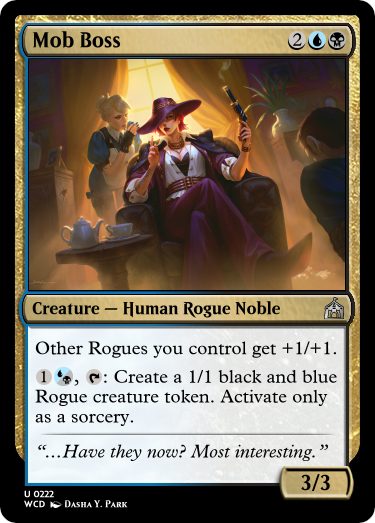 Mob Boss 2
Creature — Human Rogue Noble
Other Rogues you control get +1/+1.
1, : Create a 1/1 black and blue
Rogue creature token. Activate only
as a sorcery.
“…Have they now? Most interesting.”
3/3
U 0222
WCD Dasha Y. Park